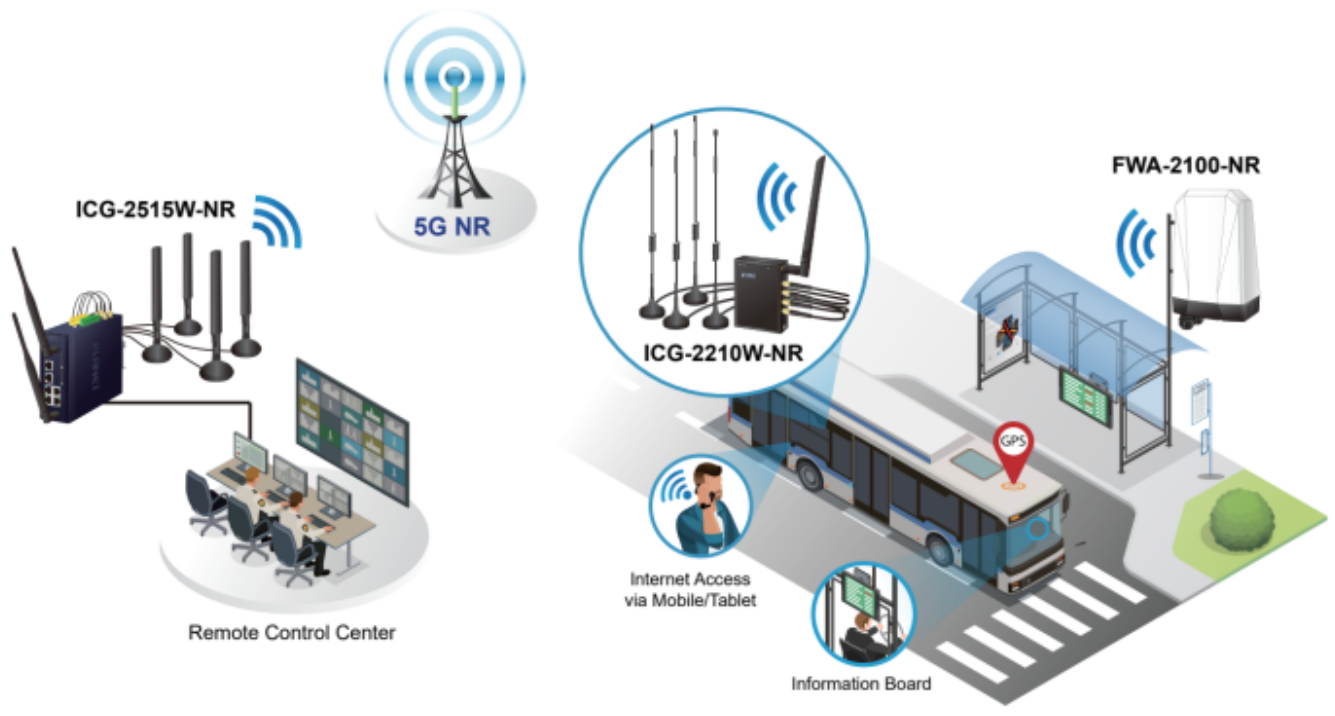 ICG-2515W-NR
5G NR
FWA-2100-NR
PLANET
ICG-2210W-NR
GPS
Internet Access
via Mobile/Tablet
Remote Control Center
Information Board